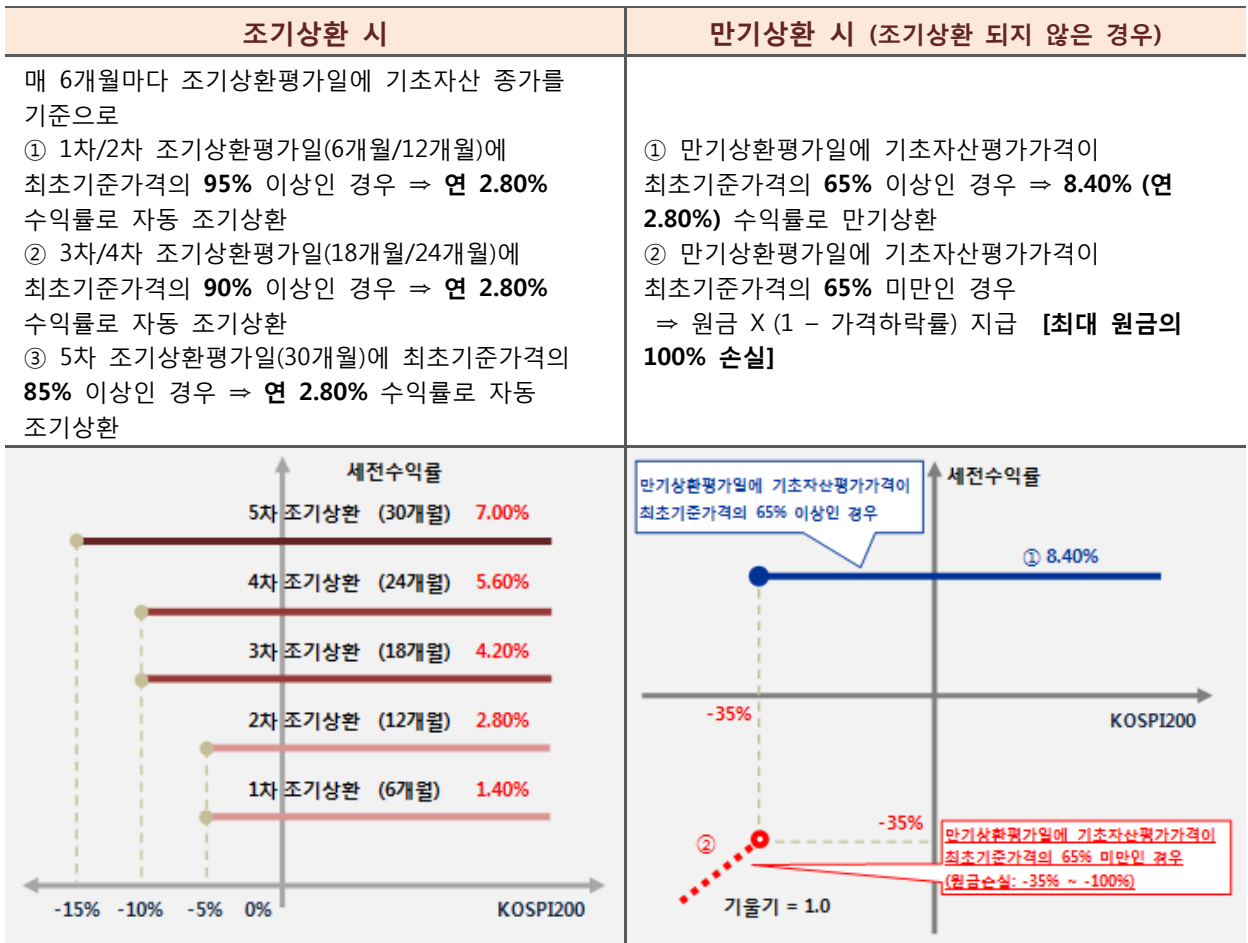 조기상환 시
만기상환 시 (조기상환 되지 않은 경우)
매 6개월마다 조기상환평가일에 기초자산 종가를
기준으로
① 1차/2차 조기상환평가일(6개월/12개월)에
최초기준가격의 95% 이상인 경우 ⇒ 연 2.80%
수익률로 자동 조기상환
② 3차/4차 조기상환평가일(18개월/24개월)에
최초기준가격의 90% 이상인 경우 ⇒ 연 2.80%
수익률로 자동 조기상환
③ 5차 조기상환평가일(30개월)에 최초기준가격의
85% 이상인 경우 ⇒ 연 2.80% 수익률로 자동
조기상환
① 만기상환평가일에 기초자산평가가격이
최초기준가격의 65% 이상인 경우 ⇒ 8.40% (연
2.80%) 수익률로 만기상환
② 만기상환평가일에 기초자산평가가격이
최초기준가격의 65% 미만인 경우
⇒ 원금 X (1 – 가격하락률) 지급 [최대 원금의
100% 손실]
세전수익률
5차 조기상환 (30개월) 7.00%
4차 조기상환 (24개월) 5.60%
3차 조기상환 (18개월) 4.20%
2차 조기상환 (12개월) 2.80%
1차 조기상환 (6개월) 1.40%
-15% -10% -5% 0% KOSPI200
만기상환평가일에 기초자산평가가격이
최초기준가격의 65% 이상인 경우
세전수익률
① 8.40%
-35%
KOSPI200
-35%
②
만기상환평가일에 기초자산평가가격이
최초기준가격의 65% 미만인 경우
(원금손실: -35% ~ -100%)
기울기 = 1.0